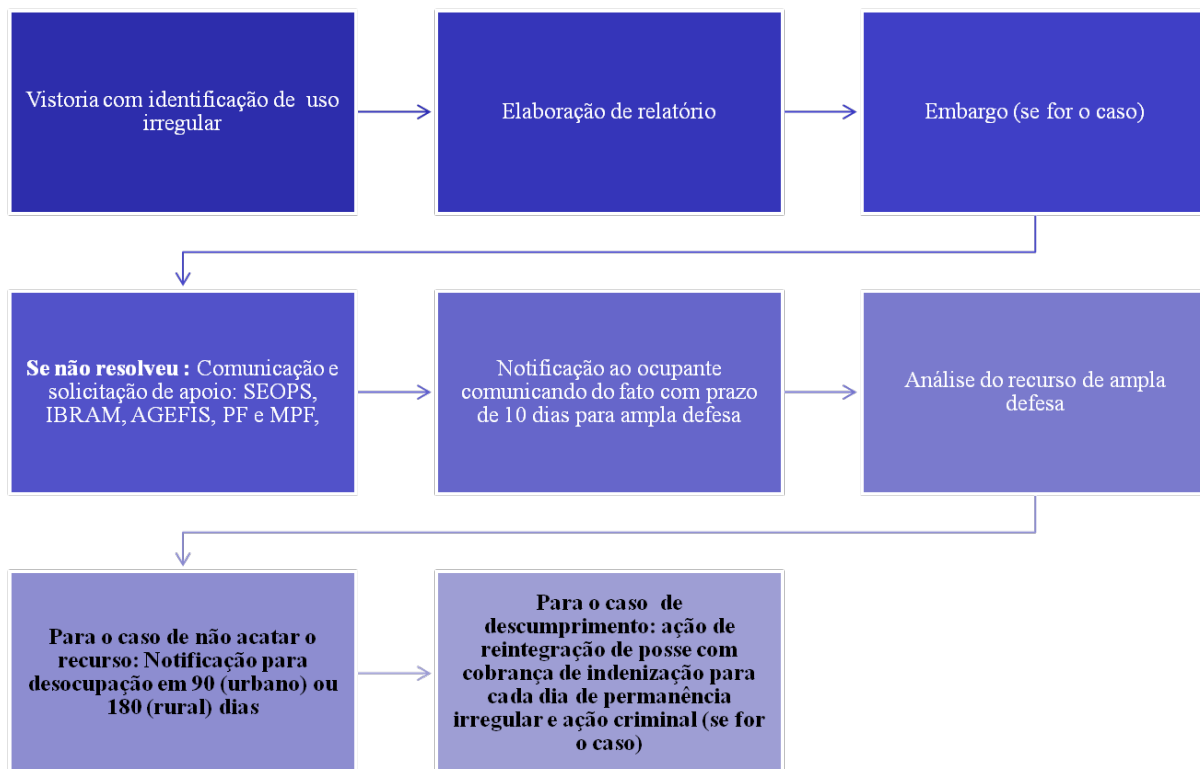 Vistoria com identificação de uso
irregular
Elaboração de relatório
Embargo (se for o caso)
Se não resolveu : Comunicação e
solicitação de apoio: SEOPS,
IBRAM, AGEFIS, PF e MPF,
Notificação ao ocupante
comunicando do fato com prazo
de 10 dias para ampla defesa
Análise do recurso de ampla
defesa
Para o caso de não acatar o
recurso: Notificação para
desocupação em 90 (urbano) ou
180 (rural) dias
Para o caso de
descumprimento: ação de
reintegração de posse com
cobrança de indenização para
cada dia de permanência
irregular e ação criminal (se for
o caso)